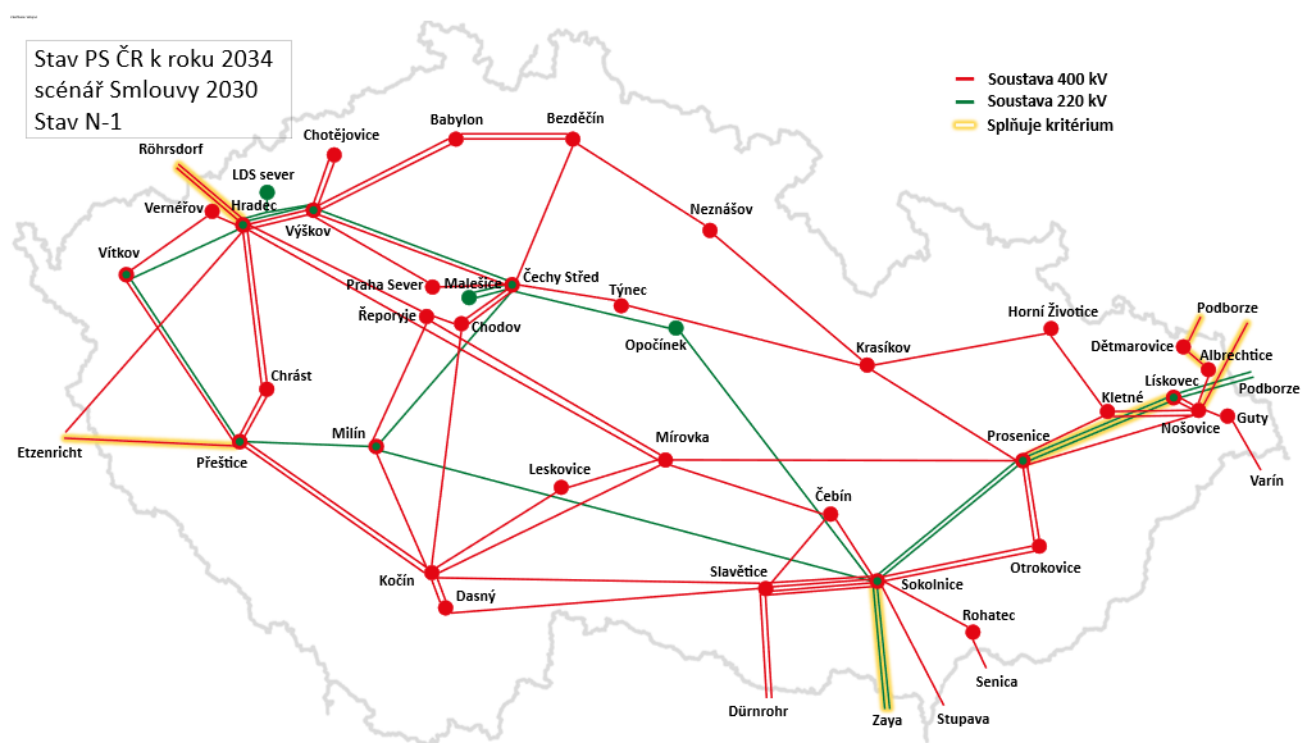 Stav PS ČR k roku 2034
scénář Smlouvy 2030
Stav N-1
Soustava 400 kV
Soustava 220 kV
Splňuje kritérium
Babylon
Bezděčín
Chotějovice
Röhrsdorf
LDS sever
Vernéřov
Hradec
Výškov
Neznášov
Vítkov
Praha Sever
Malešice
Čechy Střed
Týnec
Řeporyje
Chodov
Opočínek
Horní Životice
Podborze
Dětmarovice
Albrechtice
Krasíkov
Lískovec
Podborze
Chrást
Kletné
Nošovice
Guty
Etzenricht
Přeštice
Milín
Mírovka
Prosenice
Leskovice
Varín
Čebín
Kočín
Dasný
Slavětice
Sokolnice
Otrokovice
Rohatec
Senica
Dürnrohr
Zaya
Stupava